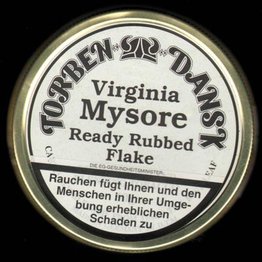 TORBEN DANSK
Virginia
Mysore
Ready Rubbed
Flake
DIE EG-GESUNDHEITSMINISTER:
Rauchen fügt Ihnen und den
Menschen in Ihrer Umge-
bung erheblichen
Schaden zu